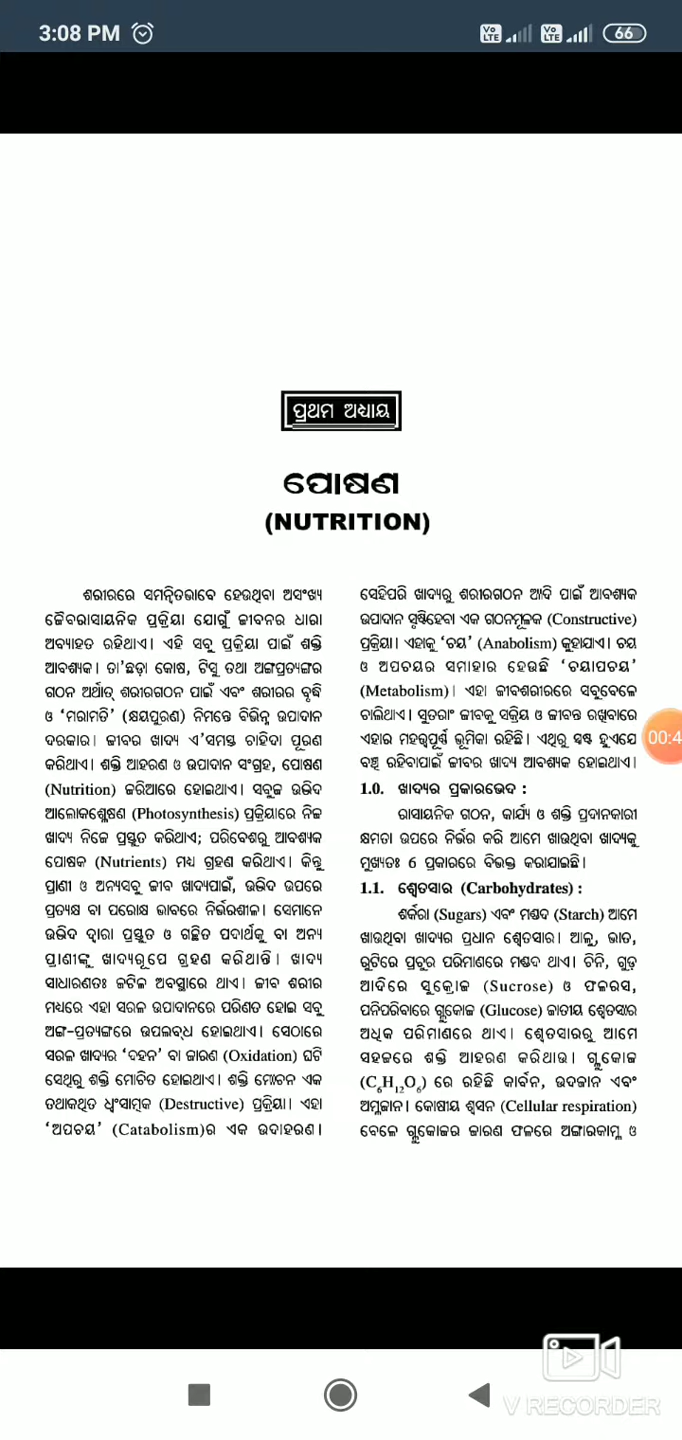 3:08 PM
Vo LTE
Vo LTE
66
ପ୍ରଥମ ଅଧ୍ୟାୟ
ପୋଷଣ
(NUTRITION)
ଶରୀରରେ ସମନ୍ୱିତଭାବେ ହେଉଥିବା ଅସଂଖ୍ୟ
ଜୈବରାସାୟନିକ ପ୍ରକ୍ରିୟା ଯୋଗୁଁ ଜୀବନର ଧାରା
ଅବ୍ୟାହତ ରହିଥାଏ। ଏହି ସବୁ ପ୍ରକ୍ରିୟା ପାଇଁ ଶକ୍ତି
ଆବଶ୍ୟକ। ତା'ଛଡ଼ା କୋଷ, ଟିସୁ ତଥା ଅଙ୍ଗପ୍ରତ୍ୟଙ୍ଗର
ଗଠନ ଅର୍ଥାତ୍ ଶରୀରଗଠନ ପାଇଁ ଏବଂ ଶରୀରର ବୃଦ୍ଧି
ଓ 'ମରାମତି' (କ୍ଷୟପୂରଣ) ନିମନ୍ତେ ବିଭିନ୍ନ ଉପାଦାନ
ଦରକାର। ଜୀବର ଖାଦ୍ୟ ଏ'ସମସ୍ତ ଚାହିଦା ପୂରଣ
କରିଥାଏ। ଶକ୍ତି ଆହରଣ ଓ ଉପାଦାନ ସଂଗ୍ରହ, ପୋଷଣ
(Nutrition) ଜରିଆରେ ହୋଇଥାଏ। ସବୁଜ ଉଦ୍ଭିଦ
ଆଲୋକଶ୍ଳେଷଣ (Photosynthesis) ପ୍ରକ୍ରିୟାରେ ନିଜ
ଖାଦ୍ୟ ନିଜେ ପ୍ରସ୍ତୁତ କରିଥାଏ; ପରିବେଶରୁ ଆବଶ୍ୟକ
ପୋଷକ (Nutrients) ମଧ୍ୟ ଗ୍ରହଣ କରିଥାଏ। କିନ୍ତୁ
ପ୍ରାଣୀ ଓ ଅନ୍ୟସବୁ ଜୀବ ଖାଦ୍ୟପାଇଁ, ଉଦ୍ଭିଦ ଉପରେ
ପ୍ରତ୍ୟକ୍ଷ ବା ପରୋକ୍ଷ ଭାବରେ ନିର୍ଭରଶୀଳ। ସେମାନେ
ଉଦ୍ଭିଦ ଦ୍ୱାରା ପ୍ରସ୍ତୁତ ଓ ଗଚ୍ଛିତ ପଦାର୍ଥକୁ ବା ଅନ୍ୟ
ପ୍ରାଣୀଙ୍କୁ ଖାଦ୍ୟରୂପେ ଗ୍ରହଣ କରିଥାନ୍ତି। ଖାଦ୍ୟ
ସାଧାରଣତଃ ଜଟିଳ ଅବସ୍ଥାରେ ଥାଏ। ଜୀବ ଶରୀର
ମଧ୍ୟରେ ଏହା ସରଳ ଉପାଦାନରେ ପରିଣତ ହୋଇ ସବୁ
ଅଙ୍ଗ-ପ୍ରତ୍ୟଙ୍ଗରେ ଉପଲବ୍ଧ ହୋଇଥାଏ। ସେଠାରେ
ସରଳ ଖାଦ୍ୟର 'ଦହନ' ବା ଜାରଣ (Oxidation) ଘଟି
ସେଥିରୁ ଶକ୍ତି ମୋଚିତ ହୋଇଥାଏ। ଶକ୍ତି ମୋଚନ ଏକ
ତଥାକଥିତ ଧ୍ୱଂସାତ୍ମକ (Destructive) ପ୍ରକ୍ରିୟା। ଏହା
'ଅପଚୟ' (Catabolism)ର ଏକ ଉଦାହରଣ।
ସେହିପରି ଖାଦ୍ୟରୁ ଶରୀରଗଠନ ଆଦି ପାଇଁ ଆବଶ୍ୟକ
ଉପାଦାନ ସୃଷ୍ଟିହେବା ଏକ ଗଠନମୂଳକ (Constructive)
ପ୍ରକ୍ରିୟା। ଏହାକୁ 'ଚୟ' (Anabolism) କୁହାଯାଏ। ଚୟ
ଓ ଅପଚୟର ସମାହାର ହେଉଛି 'ଚୟାପଚୟ'
(Metabolism)। ଏହା ଜୀବଶରୀରରେ ସବୁବେଳେ
ଚାଲିଥାଏ। ସୁତରାଂ ଜୀବକୁ ସକ୍ରିୟ ଓ ଜୀବନ୍ତ ରଖିବାରେ
ଏହାର ମହତ୍ତ୍ୱପୂର୍ଣ୍ଣ ଭୂମିକା ରହିଛି। ଏଥିରୁ ସ୍ପଷ୍ଟ ହୁଏଯେ
ବଞ୍ଚି ରହିବାପାଇଁ ଜୀବର ଖାଦ୍ୟ ଆବଶ୍ୟକ ହୋଇଥାଏ।
00:4
1.0. ଖାଦ୍ୟର ପ୍ରକାରଭେଦ :
ରାସାୟନିକ ଗଠନ, କାର୍ଯ୍ୟ ଓ ଶକ୍ତି ପ୍ରଦାନକାରୀ
କ୍ଷମତା ଉପରେ ନିର୍ଭର କରି ଆମେ ଖାଉଥିବା ଖାଦ୍ୟକୁ
ମୁଖ୍ୟତଃ 6 ପ୍ରକାରରେ ବିଭକ୍ତ କରାଯାଇଛି।
1.1. ଶ୍ୱେତସାର (Carbohydrates) :
ଶର୍କରା (Sugars) ଏବଂ ମଣ୍ଡଦ (Starch) ଆମେ
ଖାଉଥିବା ଖାଦ୍ୟର ପ୍ରଧାନ ଶ୍ୱେତସାର। ଆଳୁ, ଭାତ,
ରୁଟିରେ ପ୍ରଚୁର ପରିମାଣରେ ମଣ୍ଡଦ ଥାଏ। ଚିନି, ଗୁଡ଼
ଆଦିରେ ସୁକ୍ରୋଜ (Sucrose) ଓ ଫଳରସ,
ପନିପରିବାରେ ଗ୍ଲୁକୋଜ (Glucose) ଜାତୀୟ ଶ୍ୱେତସାର
ଅଧିକ ପରିମାଣରେ ଥାଏ। ଶ୍ୱେତସାରରୁ ଆମେ
ସହଜରେ ଶକ୍ତି ଆହରଣ କରିଥାଉ। ଗ୍ଲୁକୋଜ
(C₆H₁₂O₆) ରେ ରହିଛି କାର୍ବନ, ଉଦଜାନ ଏବଂ
ଅମ୍ଳଜାନ। କୋଷୀୟ ଶ୍ୱସନ (Cellular respiration)
ବେଳେ ଗ୍ଲୁକୋଜର ଜାରଣ ଫଳରେ ଅଙ୍ଗାରକାମ୍ଳ ଓ
V RECORDER